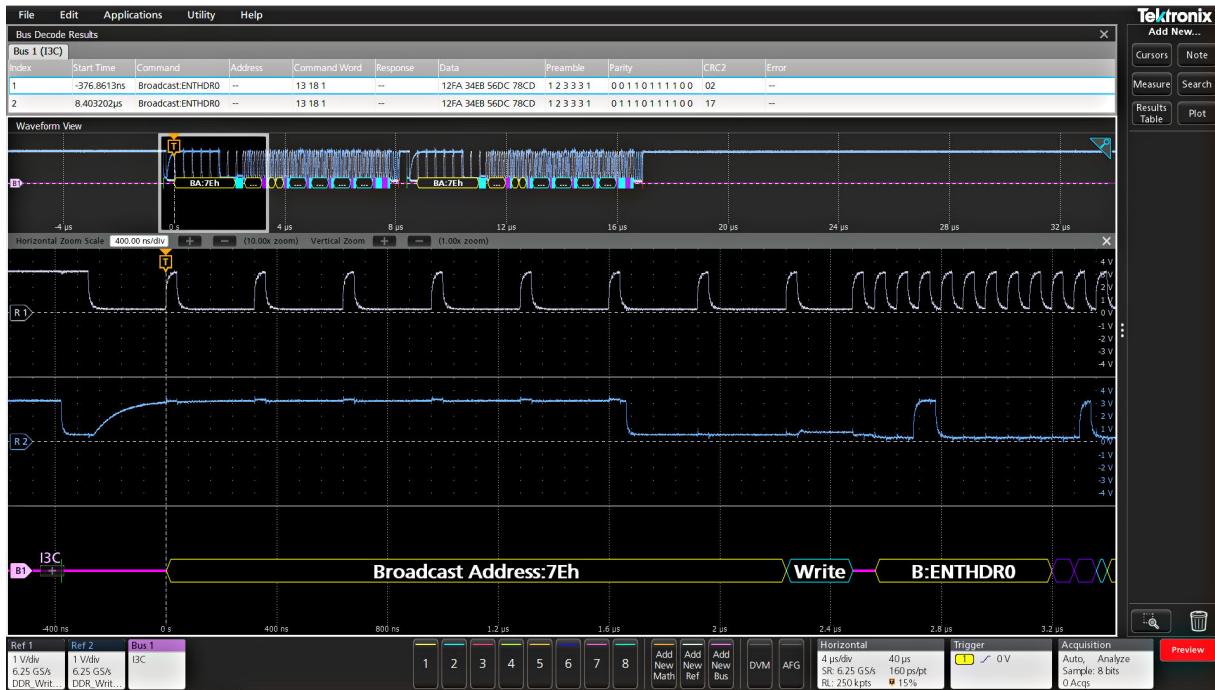 File Edit Applications Utility Help
Tektronix
Add New...
Bus Decode Results
Bus 1 (I3C)
Index Start Time Command Address Command Word Response Data Preamble Parity CRC2 Error
1 -376.8613ns Broadcast:ENTHDR0 -- 13 18 1 -- 12FA 34EB 56DC 78CD 1 2 3 3 3 1 0 0 1 1 0 1 1 1 1 0 0 02 --
2 8.403202µs Broadcast:ENTHDR0 -- 13 18 1 -- 12FA 34EB 56DC 78CD 1 2 3 3 3 1 0 1 1 1 0 1 1 1 1 0 0 17 --
Cursors Note
Measure Search
Results Table Plot
Waveform View
T
B1 BA:7Eh ... ... ... ... ... BA:7Eh ... ... ... ... ...
-4 µs 0 s 4 µs 8 µs 12 µs 16 µs 20 µs 24 µs 28 µs 32 µs
Horizontal Zoom Scale 400.00 ns/div + − (10.00x zoom) Vertical Zoom + − (1.00x zoom)
T
4 V
3 V
2 V
1 V
R 1 0 V
-1 V
-2 V
-3 V
-4 V
4 V
3 V
2 V
1 V
R 2 0 V
-1 V
-2 V
-3 V
-4 V
I3C
B1 + Broadcast Address:7Eh Write B:ENTHDR0
-400 ns 0 s 400 ns 800 ns 1.2 µs 1.6 µs 2 µs 2.4 µs 2.8 µs 3.2 µs
Ref 1
1 V/div
6.25 GS/s
DDR_Writ...
Ref 2
1 V/div
6.25 GS/s
DDR_Writ...
Bus 1
I3C
1 2 3 4 5 6 7 8
Add New Math
Add New Ref
Add New Bus
DVM
AFG
Horizontal
4 µs/div 40 µs
SR: 6.25 GS/s 160 ps/pt
RL: 250 kpts 15%
Trigger
1 0 V
Acquisition
Auto, Analyze
Sample: 8 bits
0 Acqs
Preview